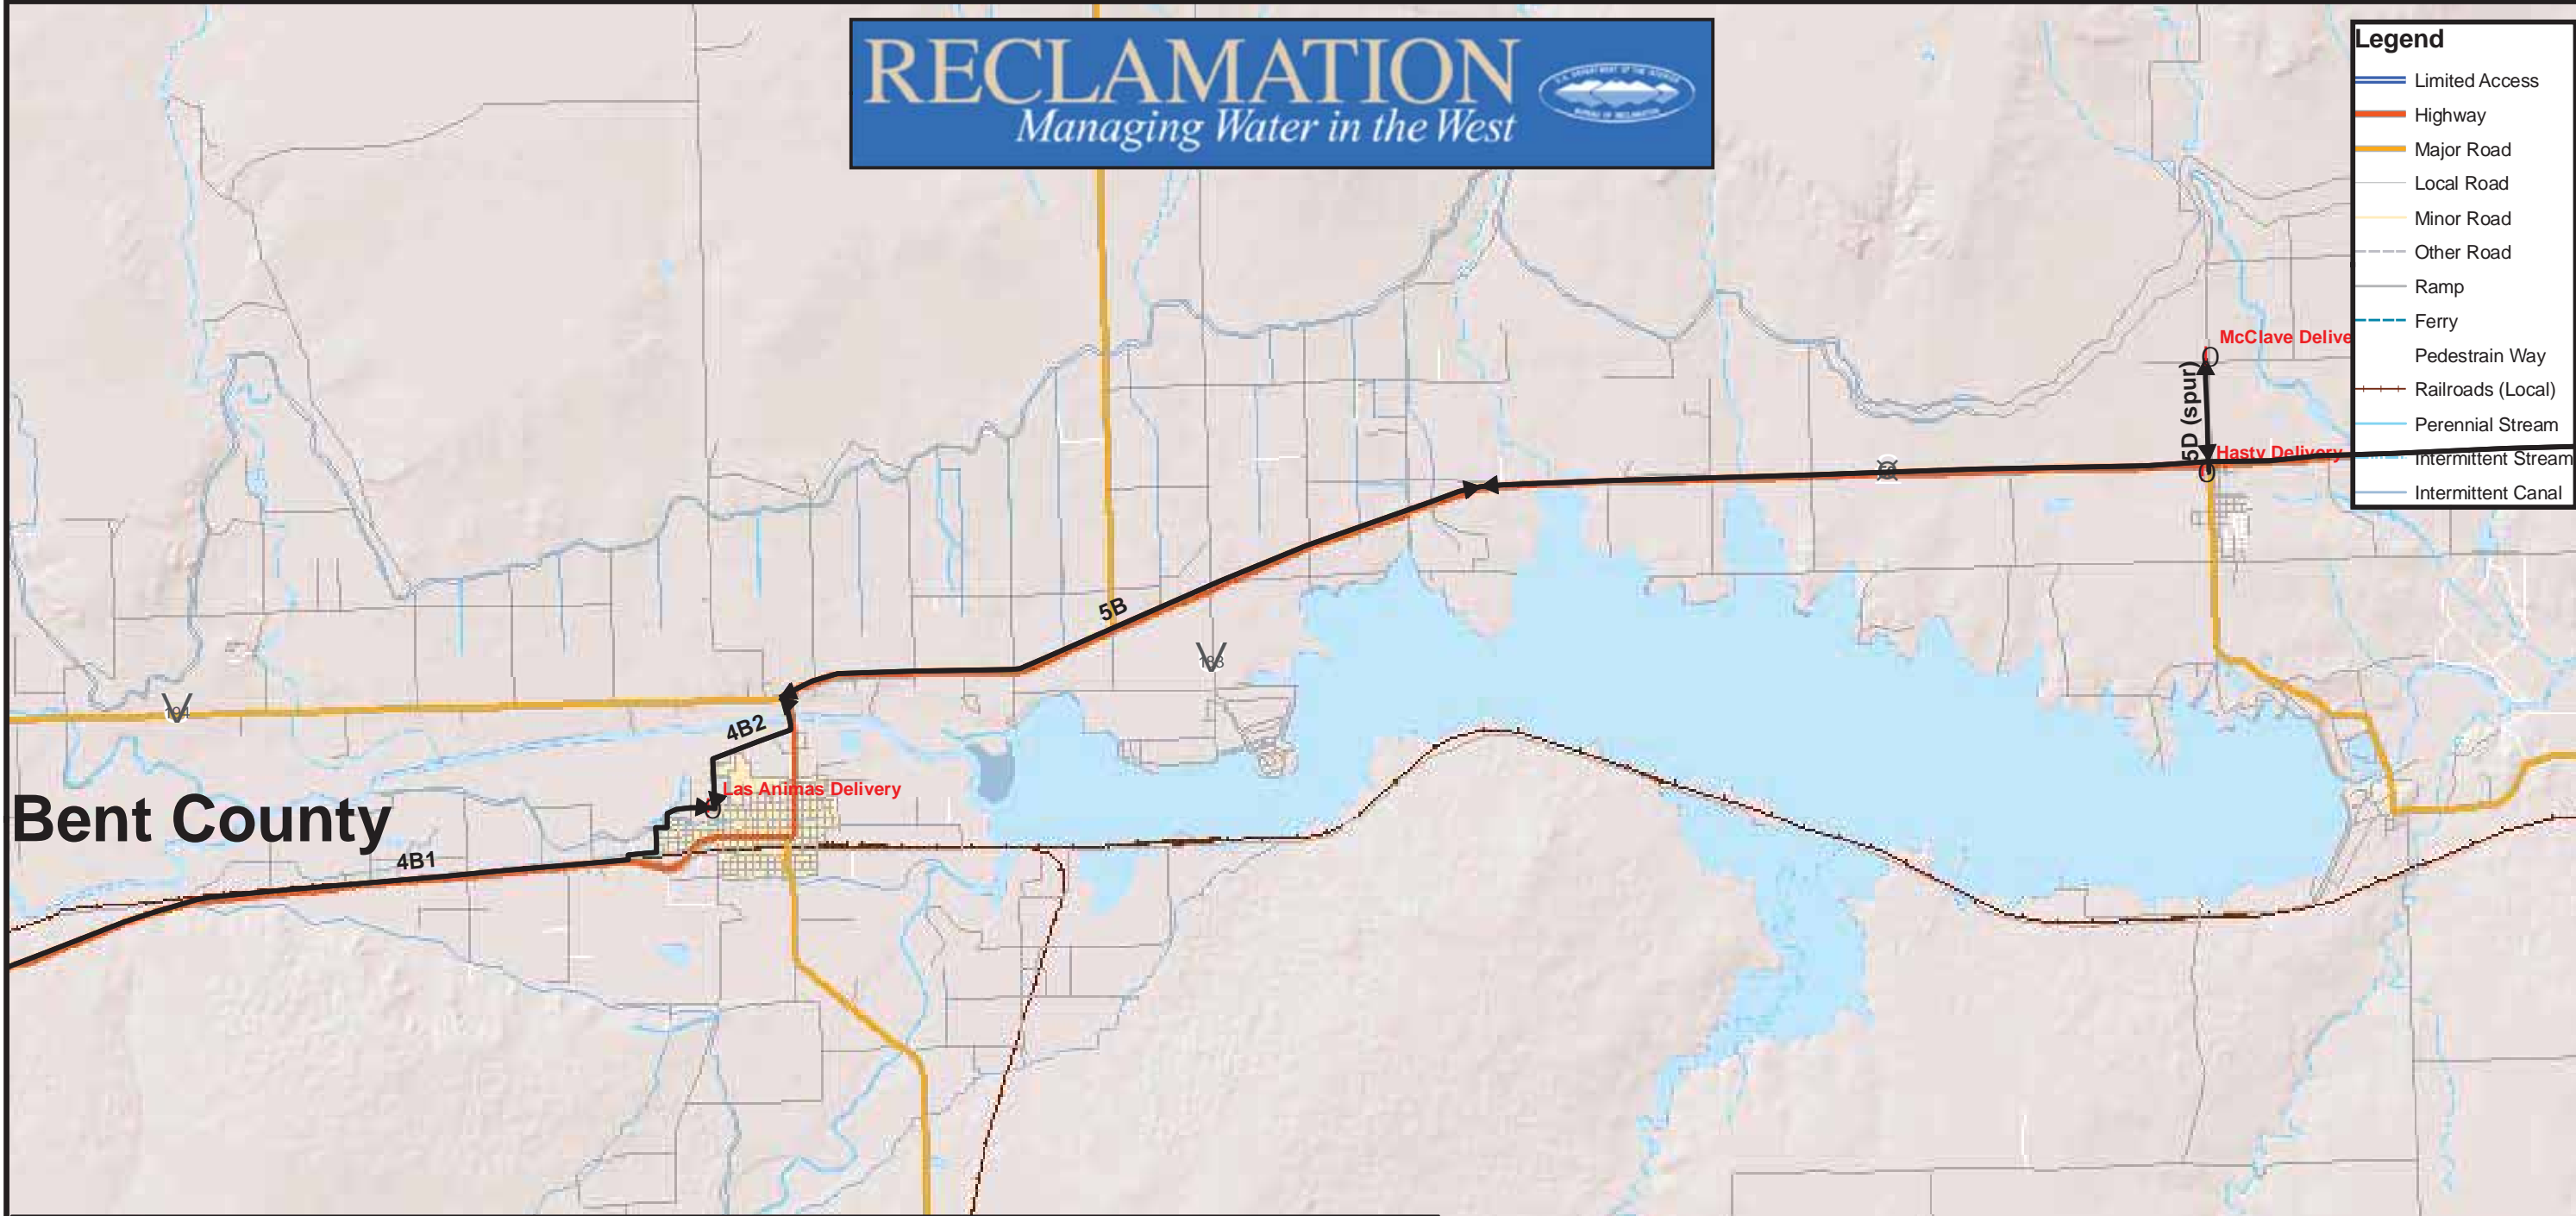 RECLAMATION
Managing Water in the West
Legend
Limited Access
Highway
Major Road
Local Road
Minor Road
Other Road
Ramp
Ferry
Pedestrain Way
Railroads (Local)
Perennial Stream
Intermittent Stream
Intermittent Canal
McClave Delive
5D (spur)
Hasty Delivery
5B
183
194
4B2
Las Animas Delivery
Bent County
4B1